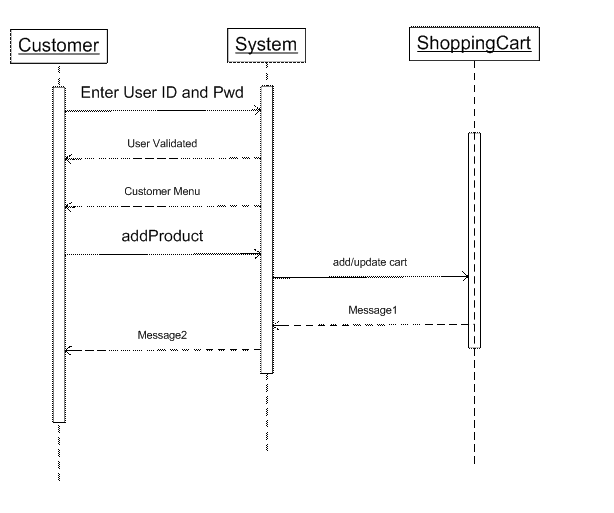 Customer
System
ShoppingCart
Enter User ID and Pwd
User Validated
Customer Menu
addProduct
add/update cart
Message1
Message2